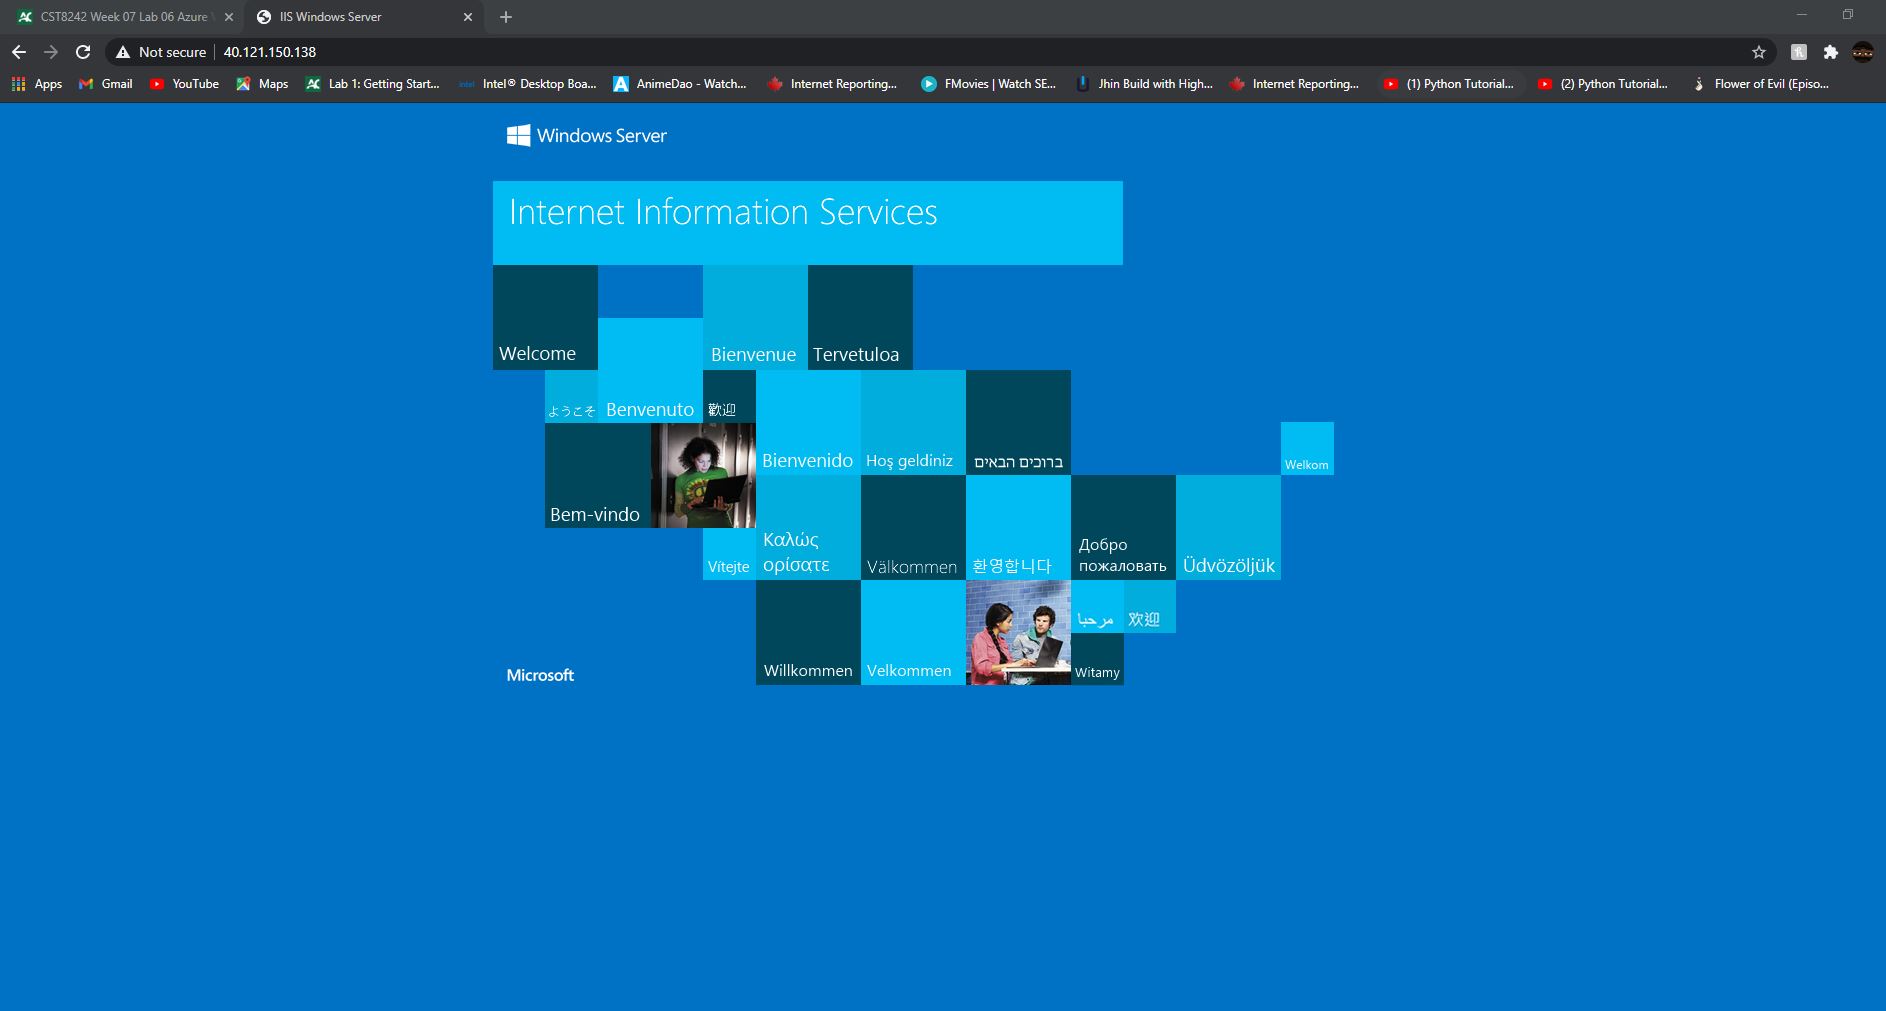 CST8242 Week 07 Lab 06 Azure
IIS Windows Server
Not secure
40.121.150.138
Apps
Gmail
YouTube
Maps
Lab 1: Getting Start...
Intel® Desktop Boa...
AnimeDao - Watch...
Internet Reporting...
FMovies | Watch SE...
Jhin Build with High...
Internet Reporting...
(1) Python Tutorial...
(2) Python Tutorial...
Flower of Evil (Episo...
Windows Server
Internet Information Services
Welcome
Bienvenue
Tervetuloa
ようこそ
Benvenuto
歡迎
Bienvenido
Hoş geldiniz
ברוכים הבאים
Welkom
Bem-vindo
Vítejte
Καλώς
ορίσατε
Välkommen
환영합니다
Добро
пожаловать
Üdvözöljük
Microsoft
Willkommen
Velkommen
مرحبا
欢迎
Witamy